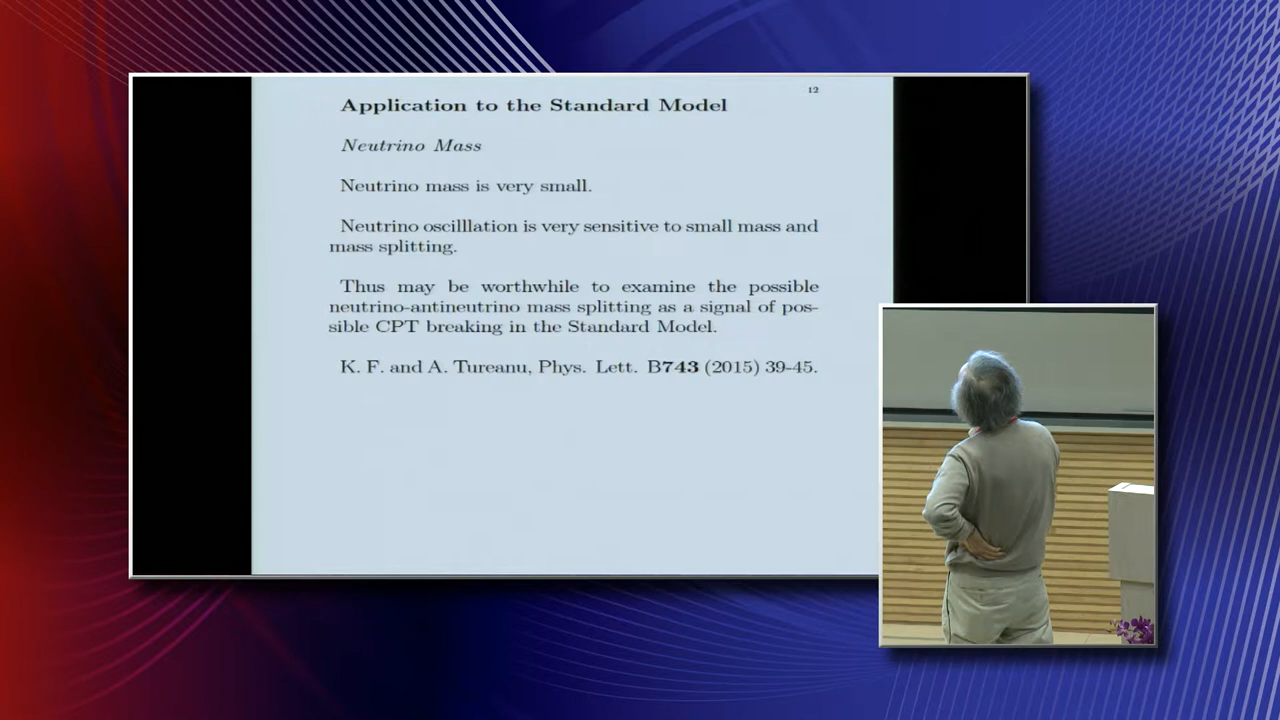 12
Application to the Standard Model
Neutrino Mass
Neutrino mass is very small.
Neutrino oscilllation is very sensitive to small mass and
mass splitting.
Thus may be worthwhile to examine the possible
neutrino-antineutrino mass splitting as a signal of pos-
sible CPT breaking in the Standard Model.
K. F. and A. Tureanu, Phys. Lett. B743 (2015) 39-45.